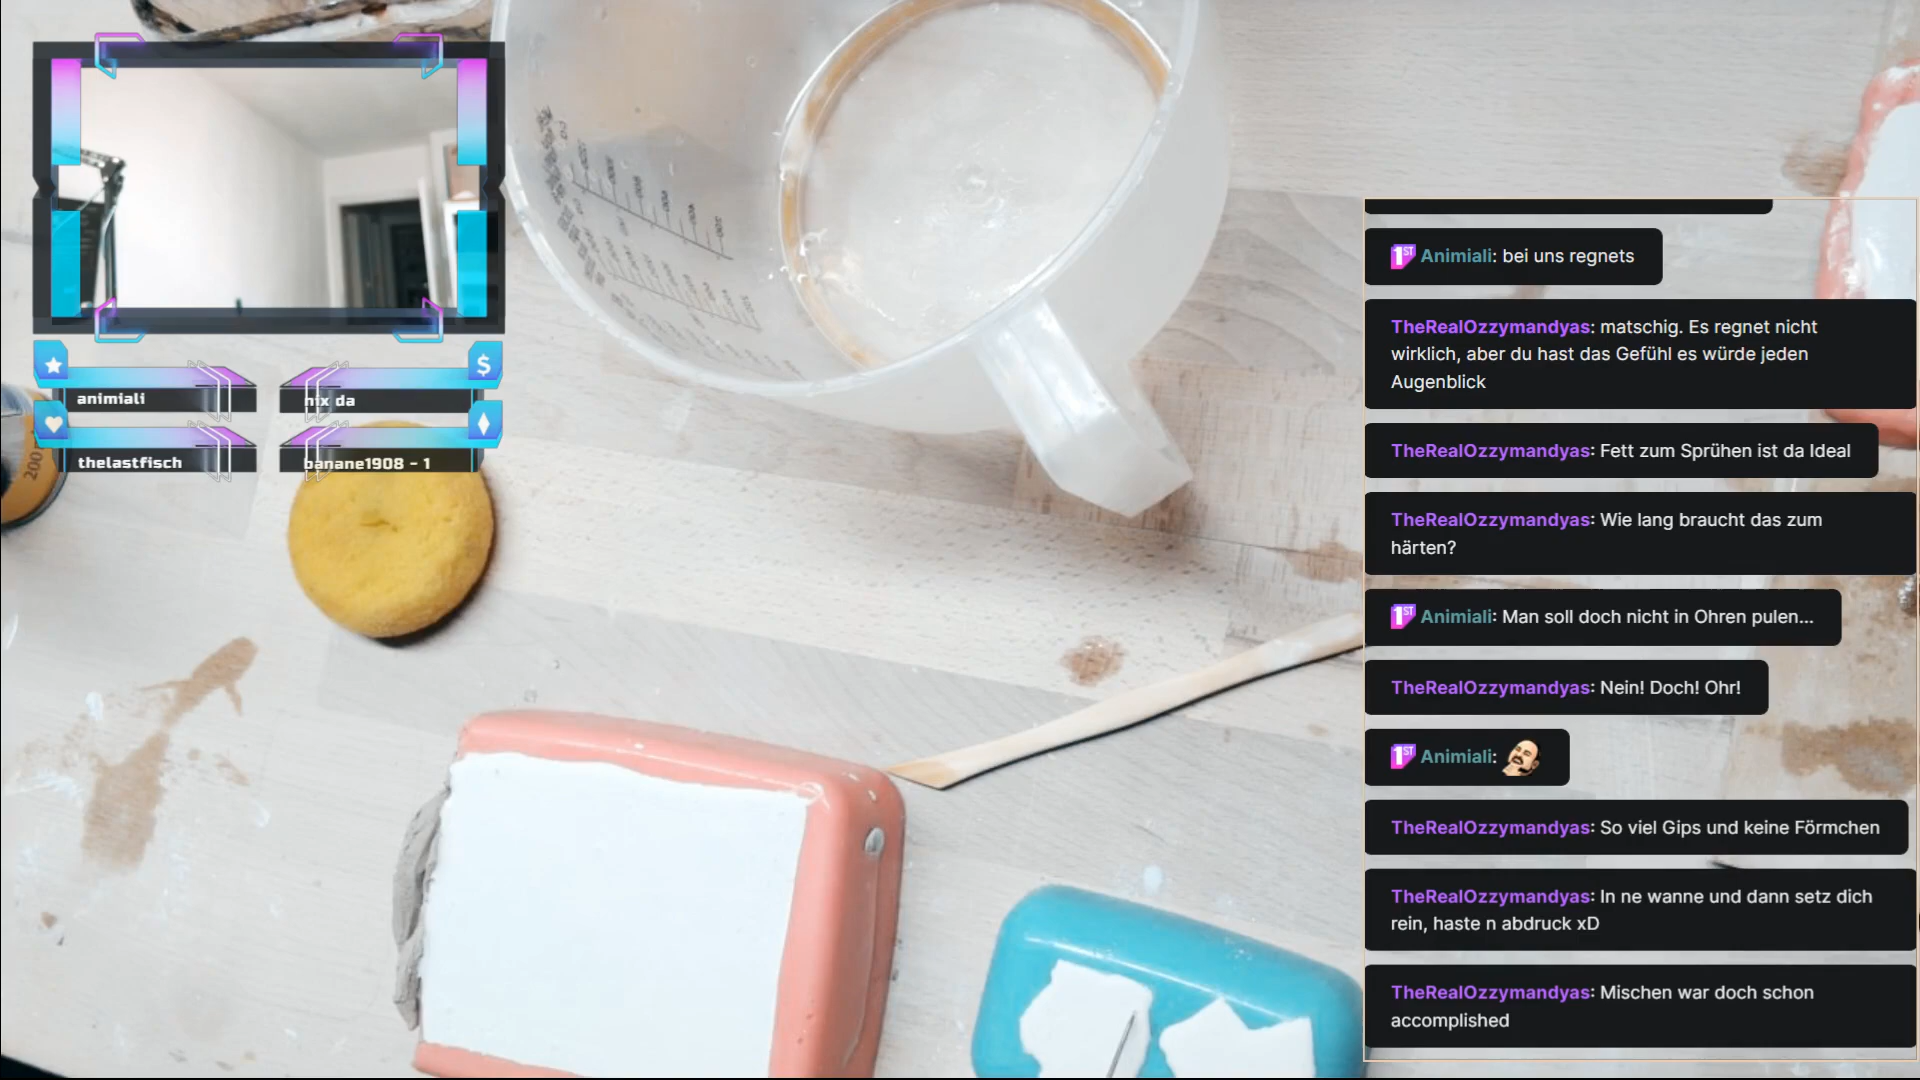 animiali
nix da
thelastfisch
banane1908 - 1
200
1ST Animiali: bei uns regnets
TheRealOzzymandyas: matschig. Es regnet nicht
wirklich, aber du hast das Gefühl es würde jeden
Augenblick
TheRealOzzymandyas: Fett zum Sprühen ist da Ideal
TheRealOzzymandyas: Wie lang braucht das zum
härten?
1ST Animiali: Man soll doch nicht in Ohren pulen...
TheRealOzzymandyas: Nein! Doch! Ohr!
1ST Animiali:
TheRealOzzymandyas: So viel Gips und keine Förmchen
TheRealOzzymandyas: In ne wanne und dann setz dich
rein, haste n abdruck xD
TheRealOzzymandyas: Mischen war doch schon
accomplished